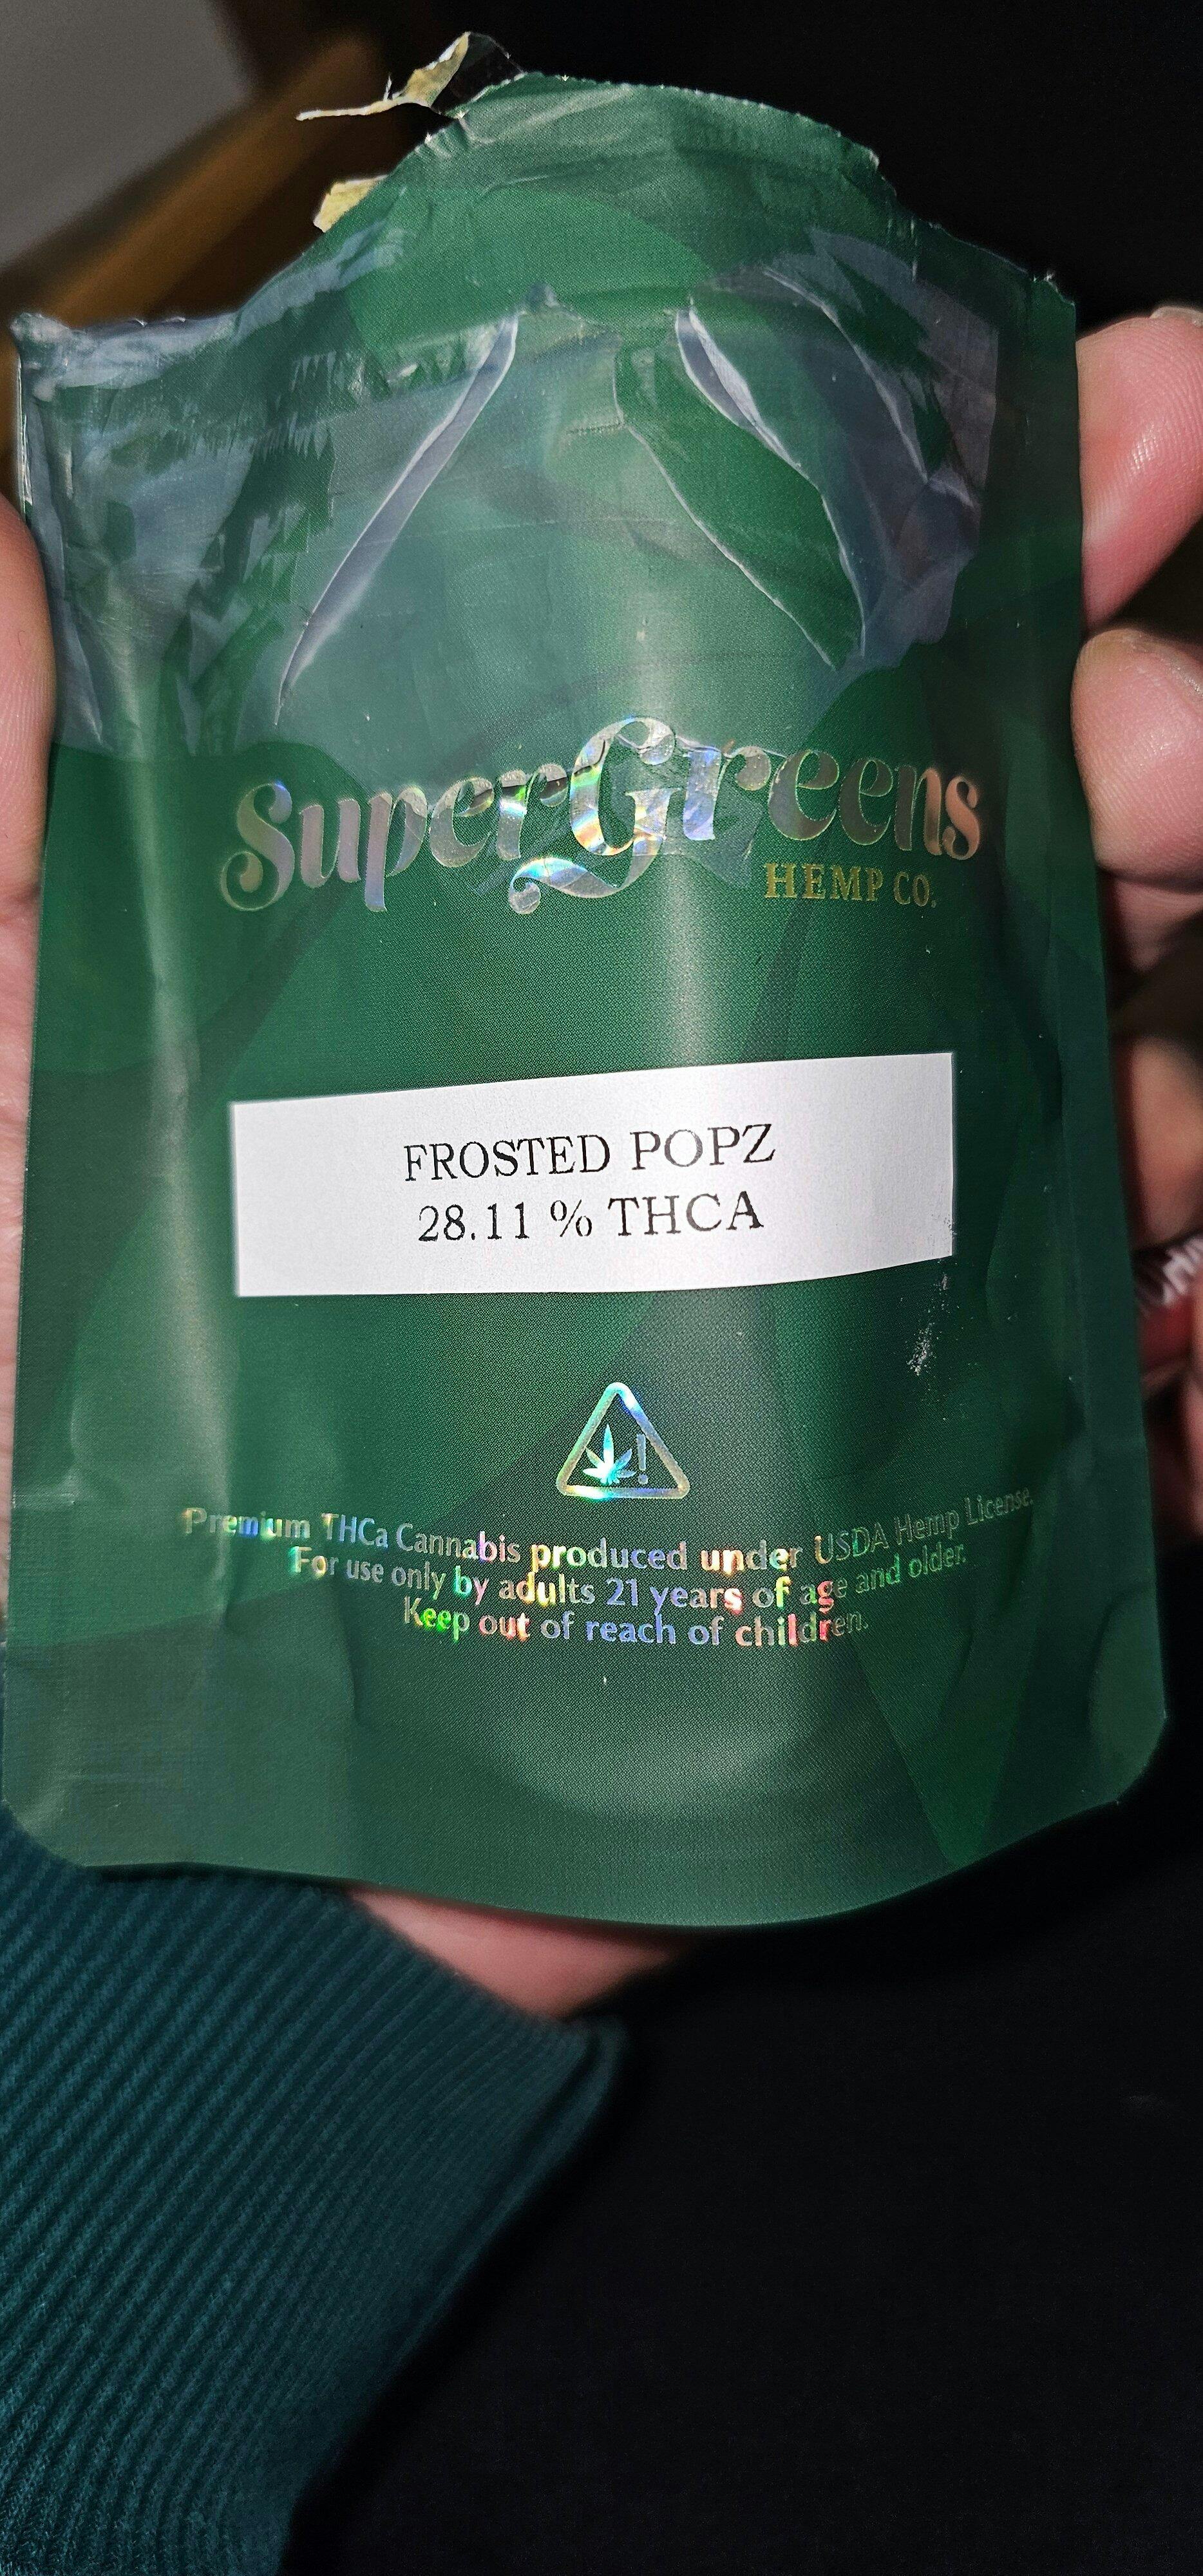 SuperGreens
HEMP CO.
FROSTED POPZ
28.11 % THCA
!
Premium THCa Cannabis produced under USDA Hemp License.
For use only by adults 21 years of age and older.
Keep out of reach of children.